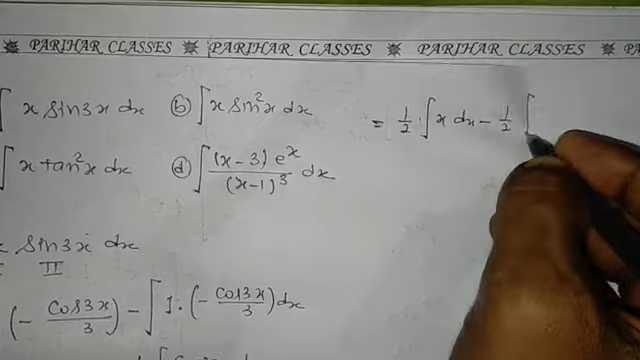 PARIHAR CLASSES ✵ PARIHAR CLASSES ✵ PARIHAR CLASSES ✵
∫ x sin3x dx (b) ∫ x sin²x dx
∫ x tan²x dx (d) ∫ (x-3) eˣ / (x-1)³ dx
sin3x dx
II
(- cos3x/3) - ∫ 1. (- cos3x/3) dx
= 1/2 . ∫ x dx - 1/2 ∫